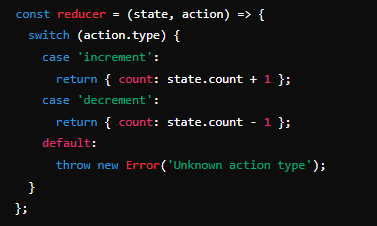 const reducer = (state, action) => {
  switch (action.type) {
    case 'increment':
      return { count: state.count + 1 };
    case 'decrement':
      return { count: state.count - 1 };
    default:
      throw new Error('Unknown action type');
  }
};